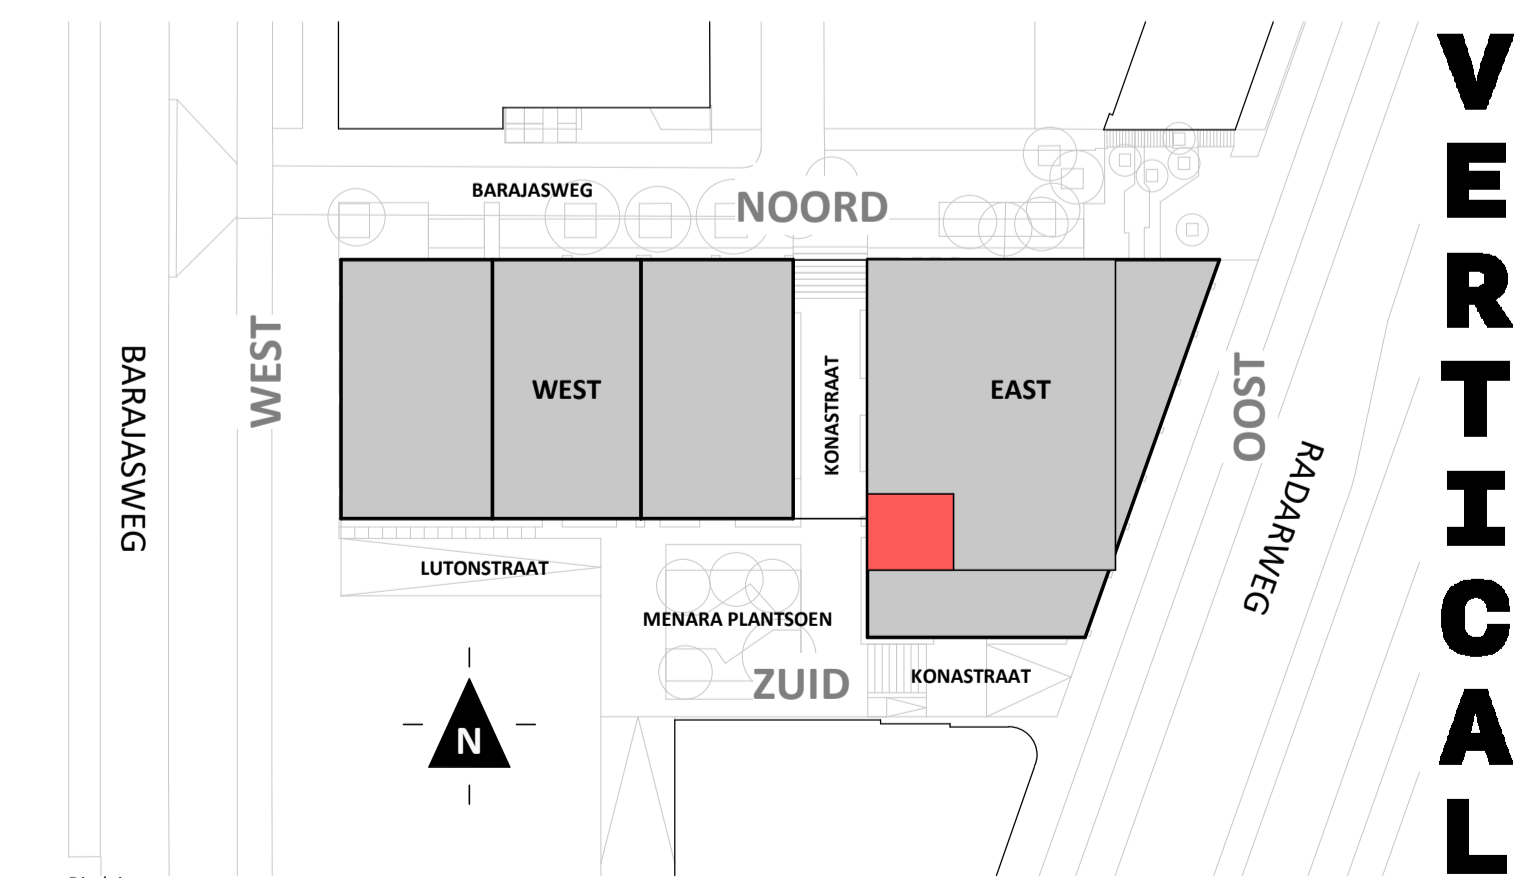 BARAJASWEG
NOORD
WEST
BARAJASWEG
WEST
KONASTRAAT
EAST
OOST
RADARWEG
LUTONSTRAAT
MENARA PLANTSOEN
ZUID
KONASTRAAT
N
VERTICAL